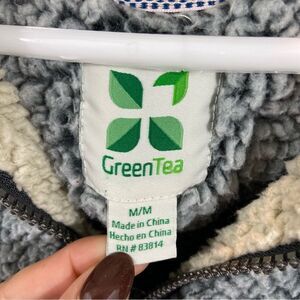 GreenTea
M/M
Made in China
Hecho en China
RN # 83814